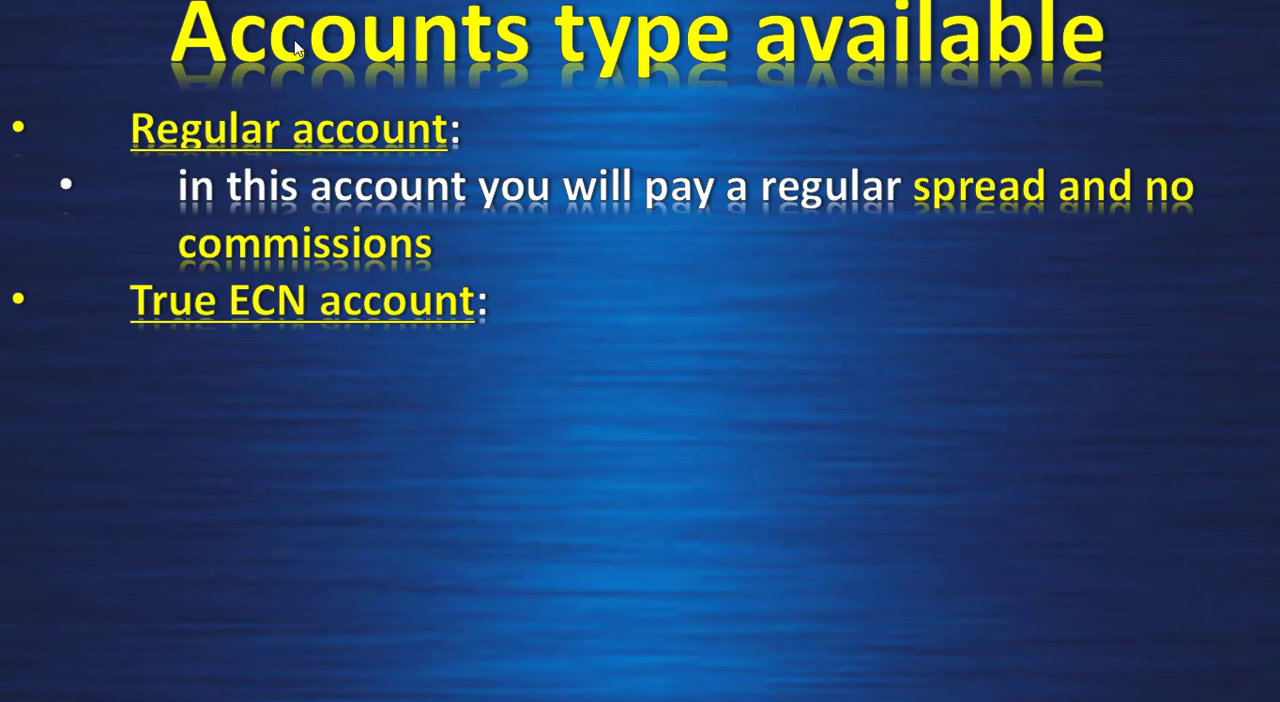 Accounts type available
• Regular account:
• in this account you will pay a regular spread and no
commissions
• True ECN account: